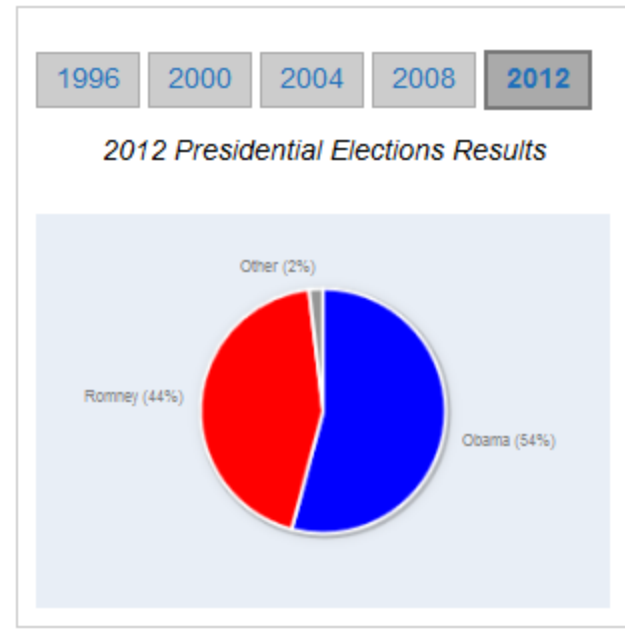 1996 2000 2004 2008 2012
2012 Presidential Elections Results
Other (2%)
Romney (44%)
Obama (54%)